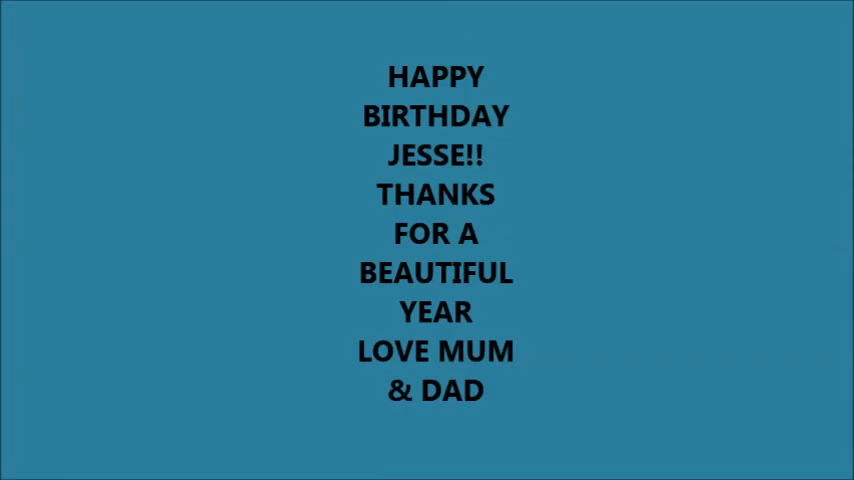 HAPPY
BIRTHDAY
JESSE!!
THANKS
FOR A
BEAUTIFUL
YEAR
LOVE MUM
& DAD